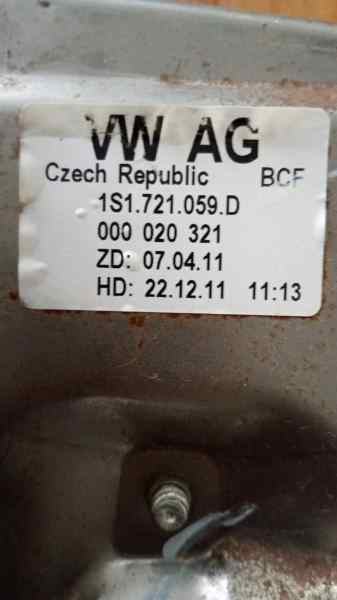 VW AG
Czech Republic BCF
1S1.721.059.D
000 020 321
ZD: 07.04.11
HD: 22.12.11 11:13